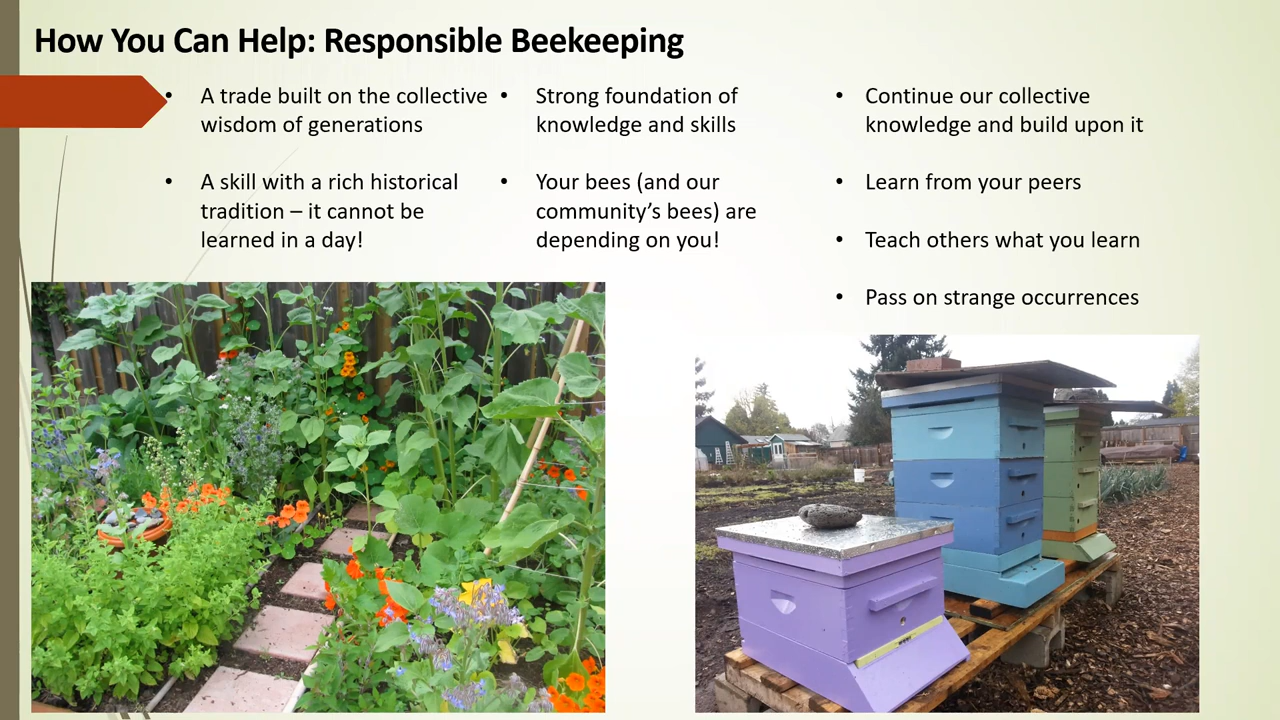 How You Can Help: Responsible Beekeeping
• A trade built on the collective
wisdom of generations
• A skill with a rich historical
tradition – it cannot be
learned in a day!
• Strong foundation of
knowledge and skills
• Your bees (and our
community’s bees) are
depending on you!
• Continue our collective
knowledge and build upon it
• Learn from your peers
• Teach others what you learn
• Pass on strange occurrences